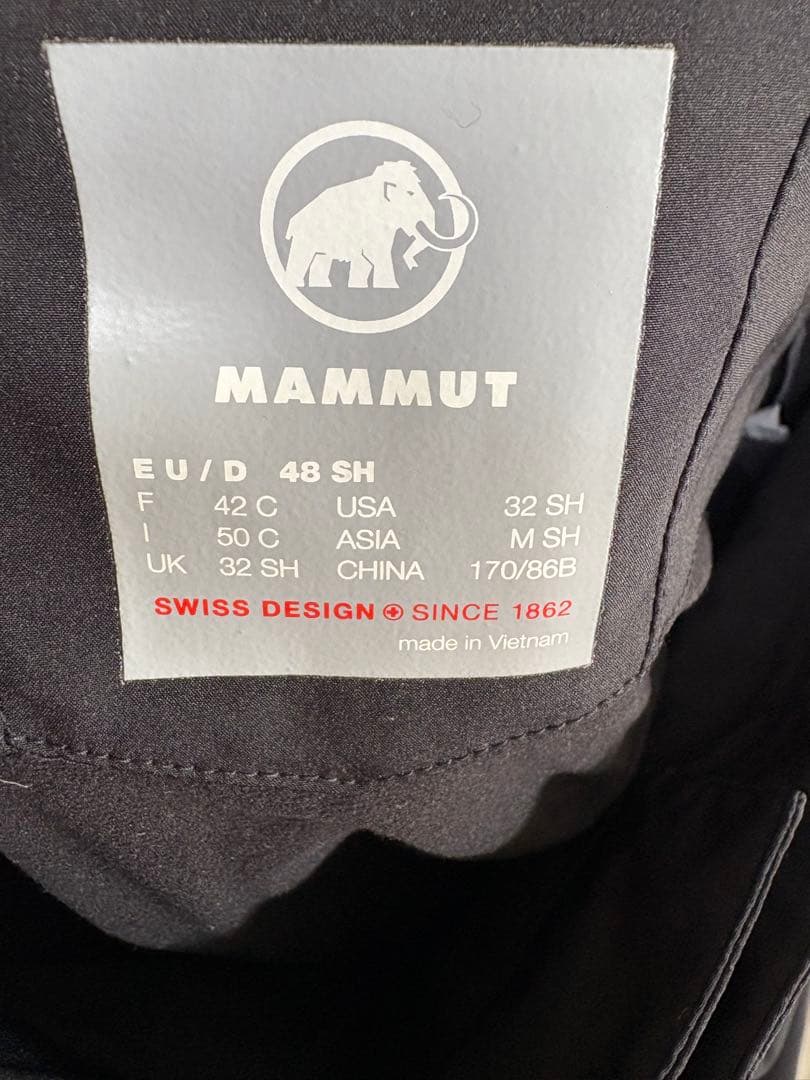 MAMMUT
EU/D 48 SH
F 42 C USA 32 SH
I 50 C ASIA M SH
UK 32 SH CHINA 170/86B
SWISS DESIGN SINCE 1862
made in Vietnam